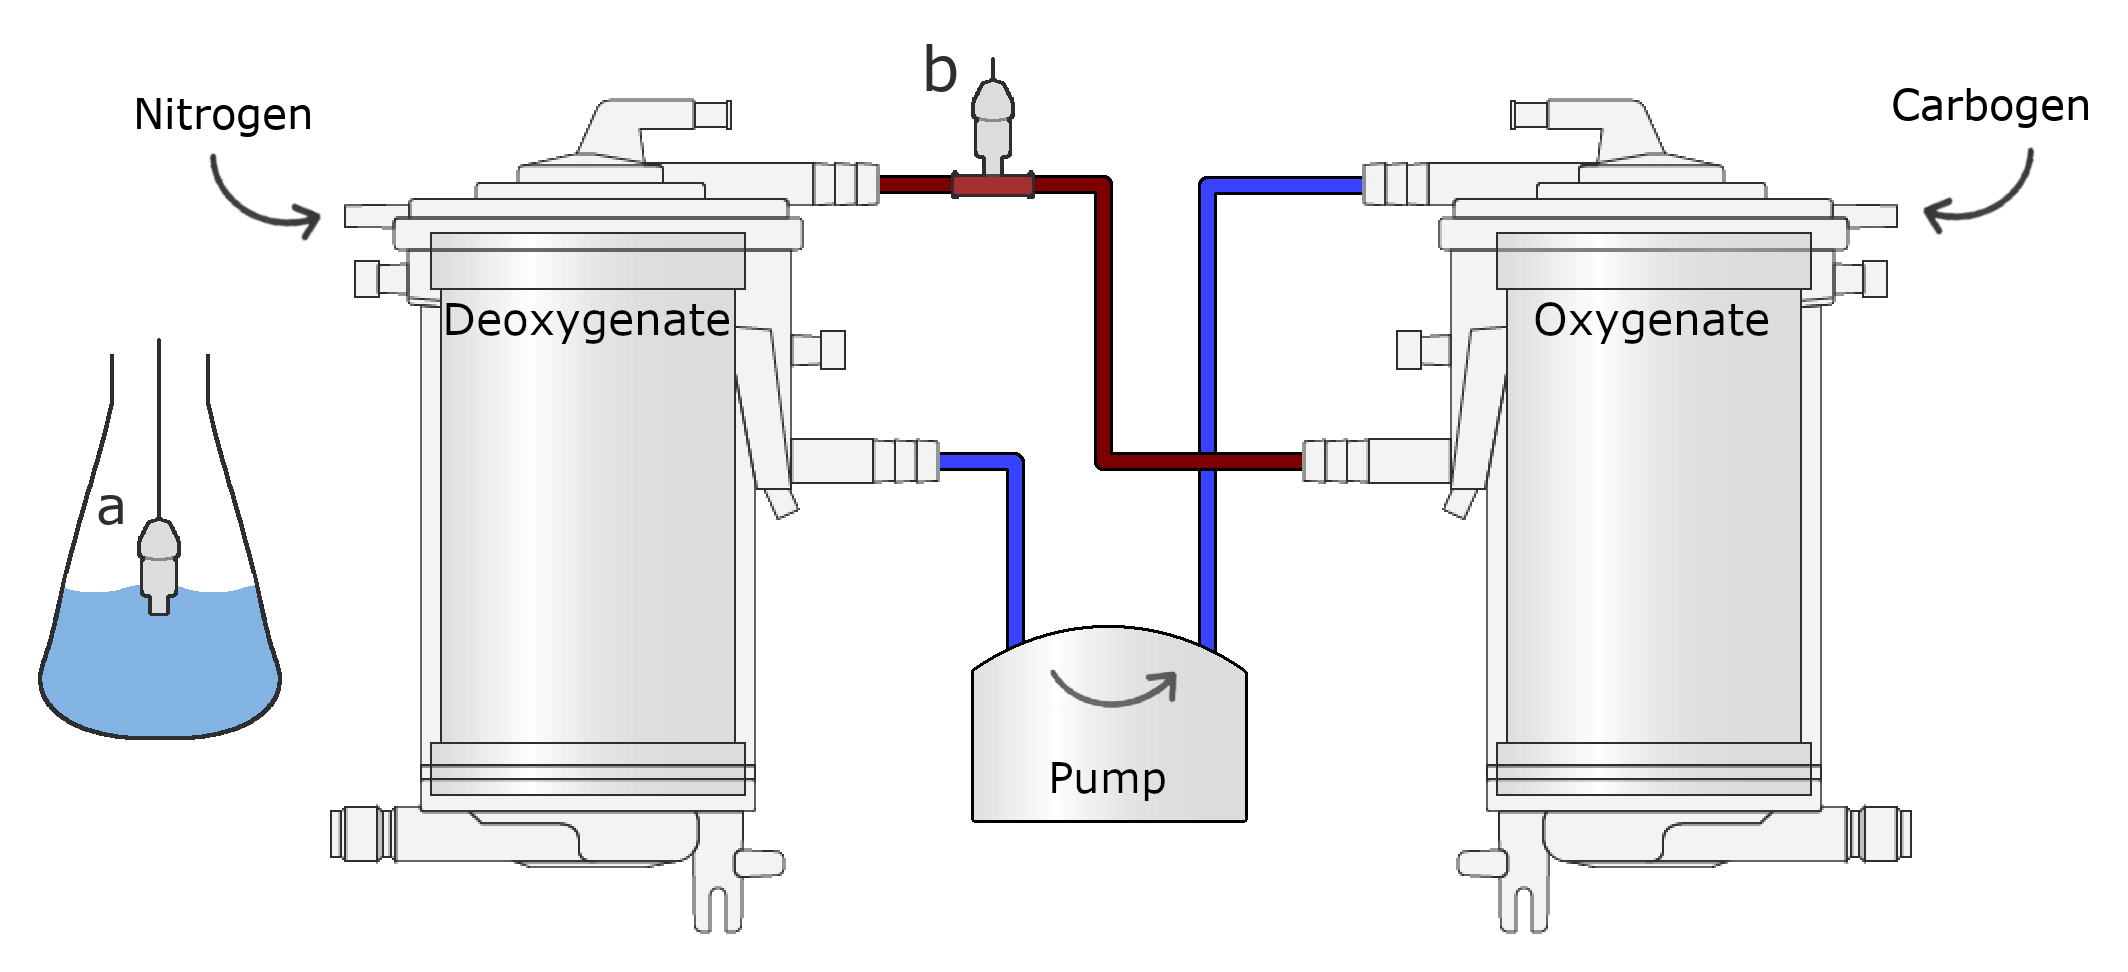 b
Nitrogen
Carbogen
Deoxygenate
Oxygenate
a
Pump